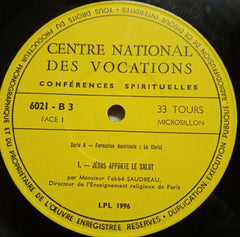 CENTRE NATIONAL
DES VOCATIONS
CONFÉRENCES SPIRITUELLES
6021 - B 3
FACE I
33 TOURS
MICROSILLON
Série B - Formation doctrinale : Le Christ
1. — JÉSUS APPORTE LE SALUT
par Monsieur l'abbé SAUDREAU,
Directeur de l'Enseignement religieux de Paris
LPL 1996
TOUS DROITS DU PRODUCTEUR PHONOGRAPHIQUE ET DU PROPRIÉTAIRE DE L'ŒUVRE ENREGISTRÉE RÉSERVÉS - DUPLICATION EXÉCUTION PUBLIQUE